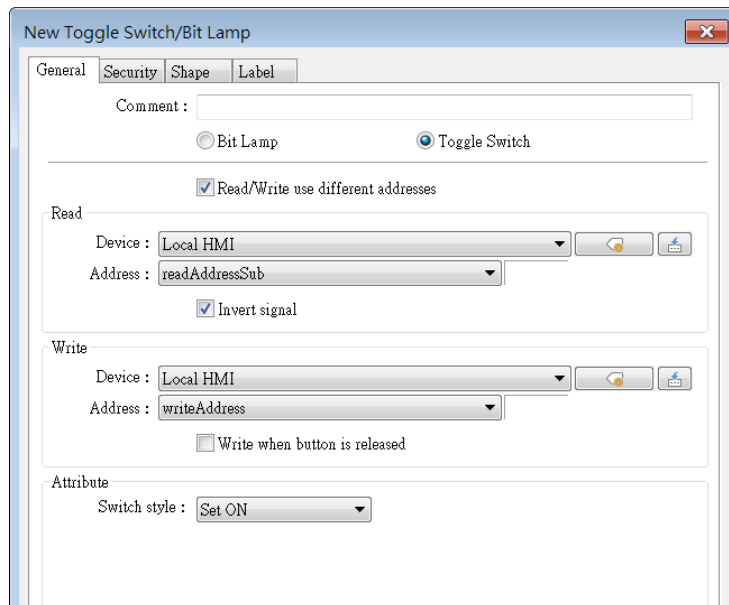 New Toggle Switch/Bit Lamp
General Security Shape Label
Comment :
Bit Lamp Toggle Switch
Read/Write use different addresses
Read
Device : Local HMI
Address : readAddressSub
Invert signal
Write
Device : Local HMI
Address : writeAddress
Write when button is released
Attribute
Switch style : Set ON